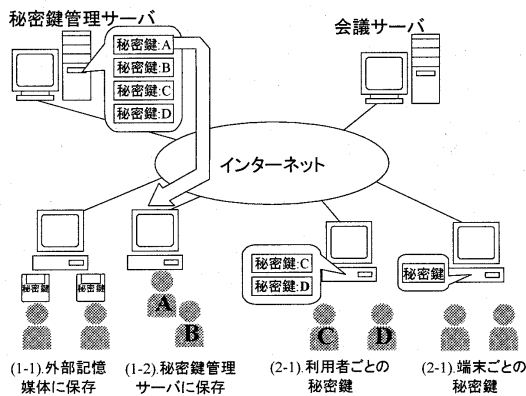 秘密鍵管理サーバ
会議サーバ
秘密鍵:A
秘密鍵:B
秘密鍵:C
秘密鍵:D
インターネット
秘密鍵
秘密鍵
秘密鍵:C
秘密鍵:D
秘密鍵
A
B
C
D
(1-1).外部記憶
媒体に保存
(1-2).秘密鍵管理
サーバに保存
(2-1).利用者ごとの
秘密鍵
(2-1).端末ごとの
秘密鍵